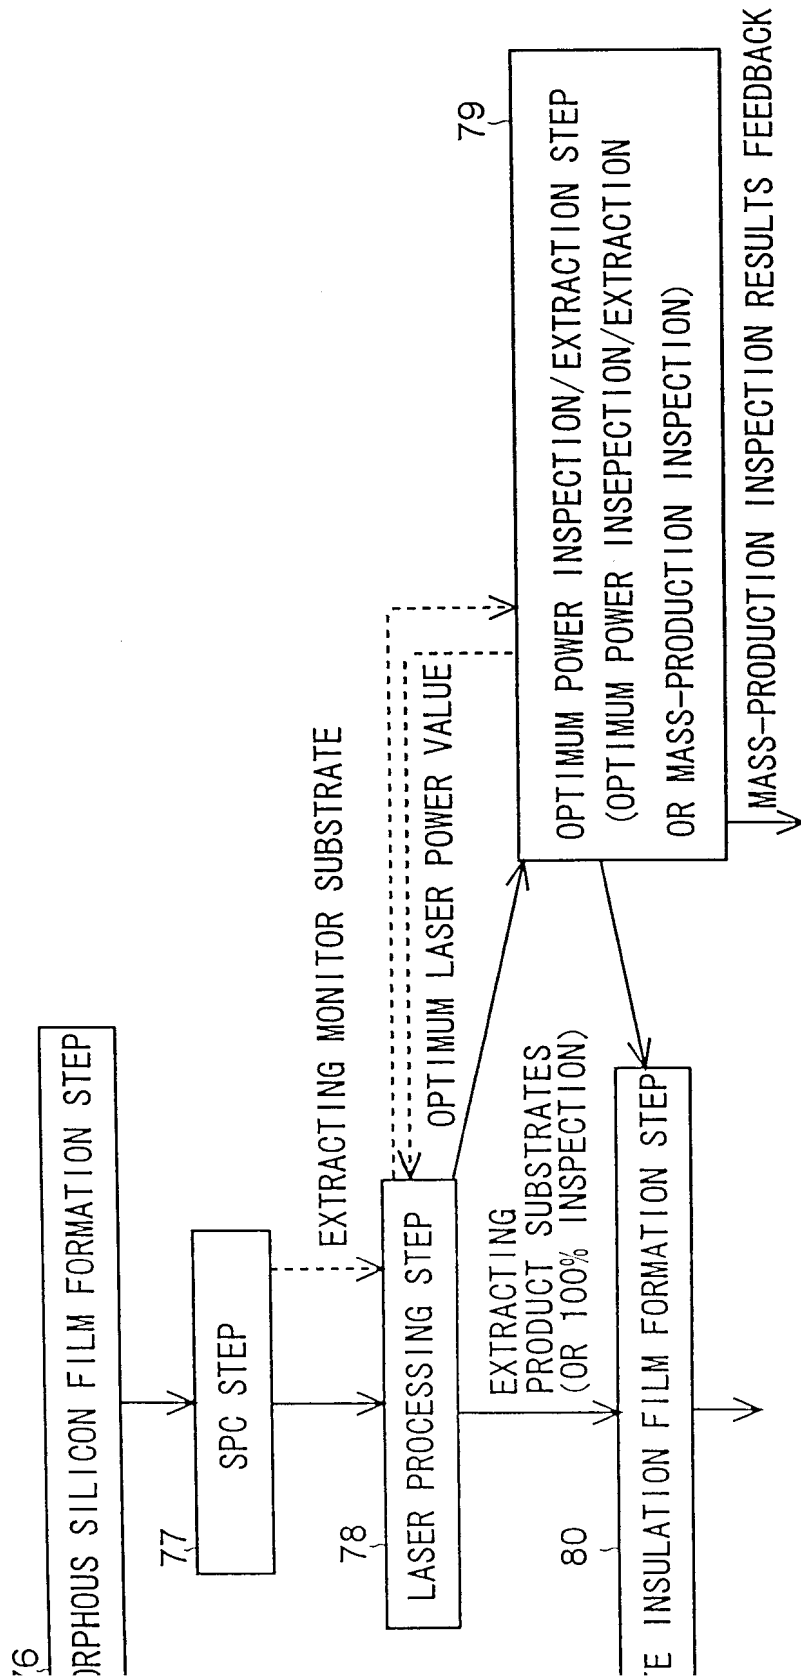 76
ORPHOUS SILICON FILM FORMATION STEP
77
SPC STEP
EXTRACTING MONITOR SUBSTRATE
78
LASER PROCESSING STEP
OPTIMUM LASER POWER VALUE
79
OPTIMUM POWER INSPECTION/EXTRACTION STEP
(OPTIMUM POWER INSEPECTION/EXTRACTION
OR MASS-PRODUCTION INSPECTION)
MASS-PRODUCTION INSPECTION RESULTS FEEDBACK
EXTRACTING
PRODUCT SUBSTRATES
(OR 100% INSPECTION)
80
TE INSULATION FILM FORMATION STEP